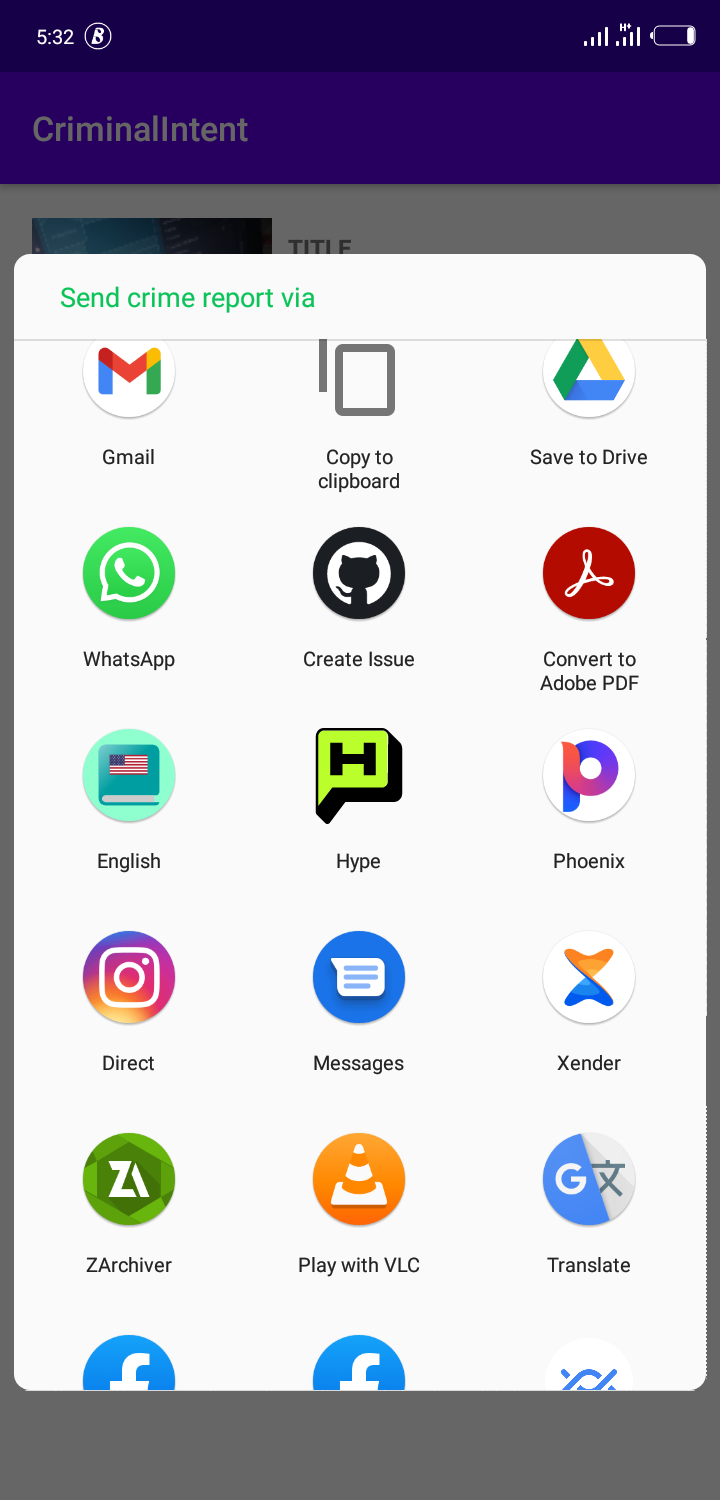 5:32
CriminalIntent
TITLE
Send crime report via
Gmail
Copy to
clipboard
Save to Drive
WhatsApp
Create Issue
Convert to
Adobe PDF
English
Hype
Phoenix
Direct
Messages
Xender
ZArchiver
Play with VLC
Translate